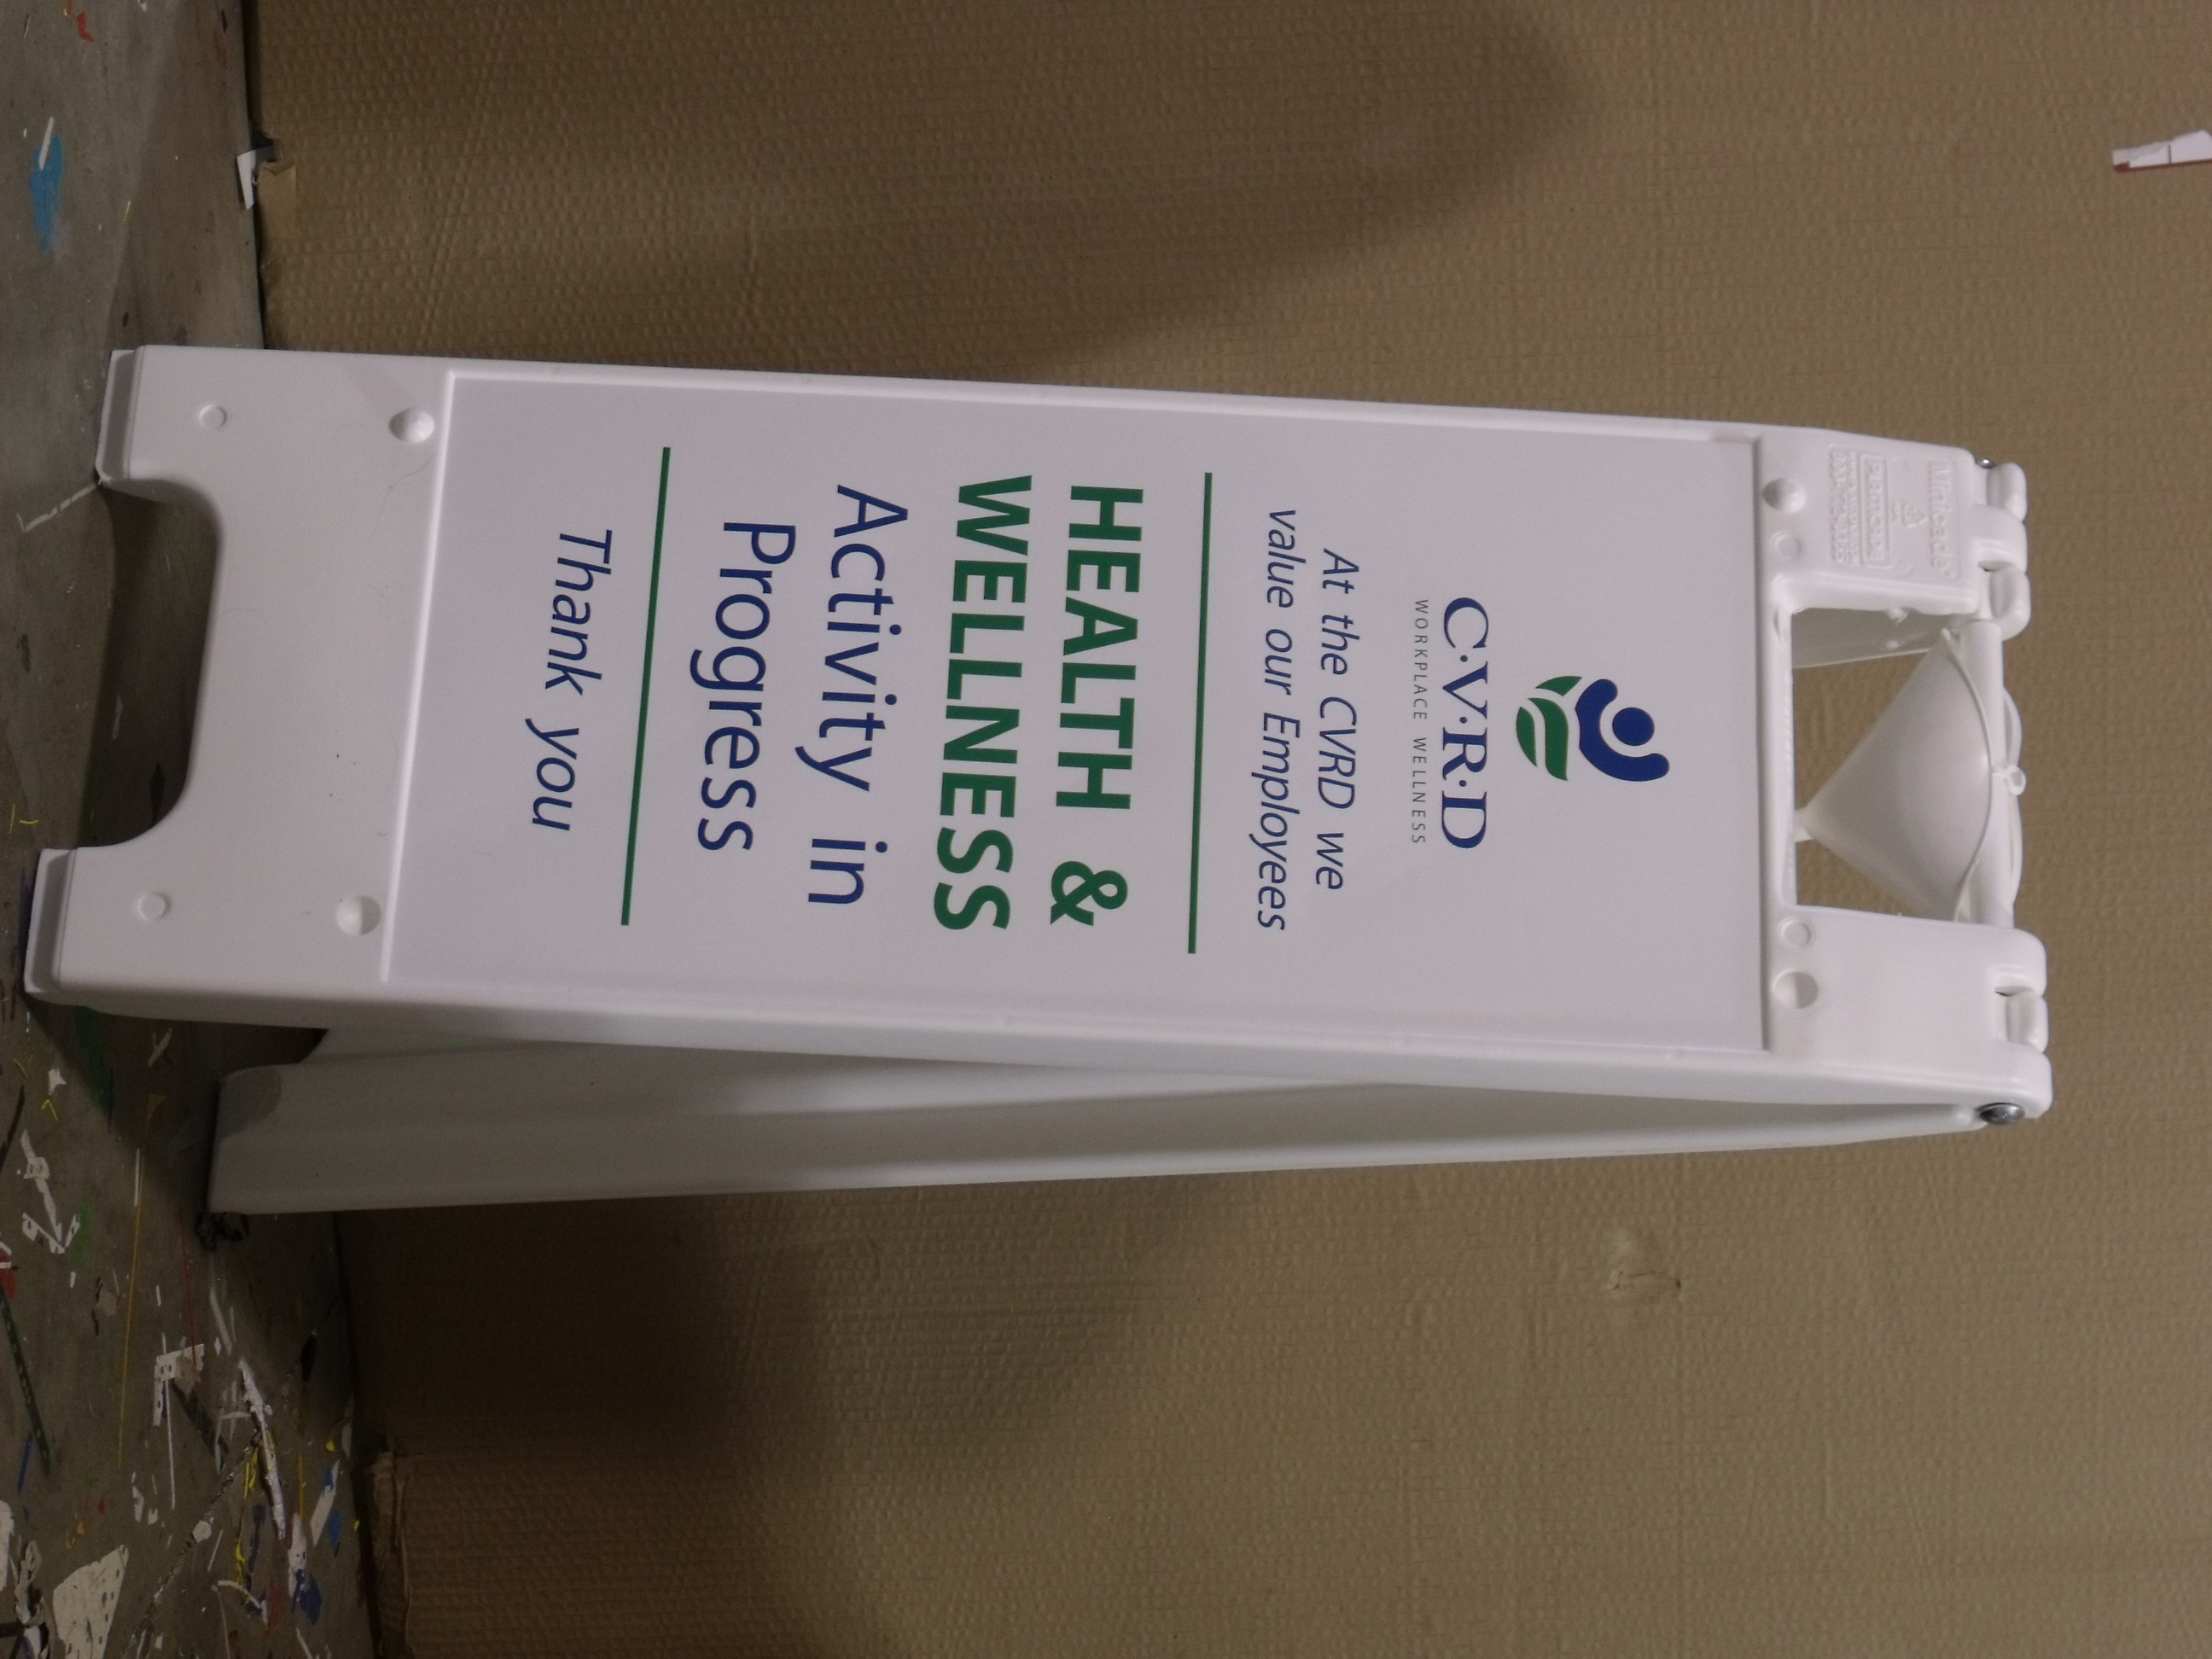 C·V·R·D
WORKPLACE WELLNESS
At the CVRD we
value our Employees
HEALTH &
WELLNESS
Activity in
Progress
Thank you